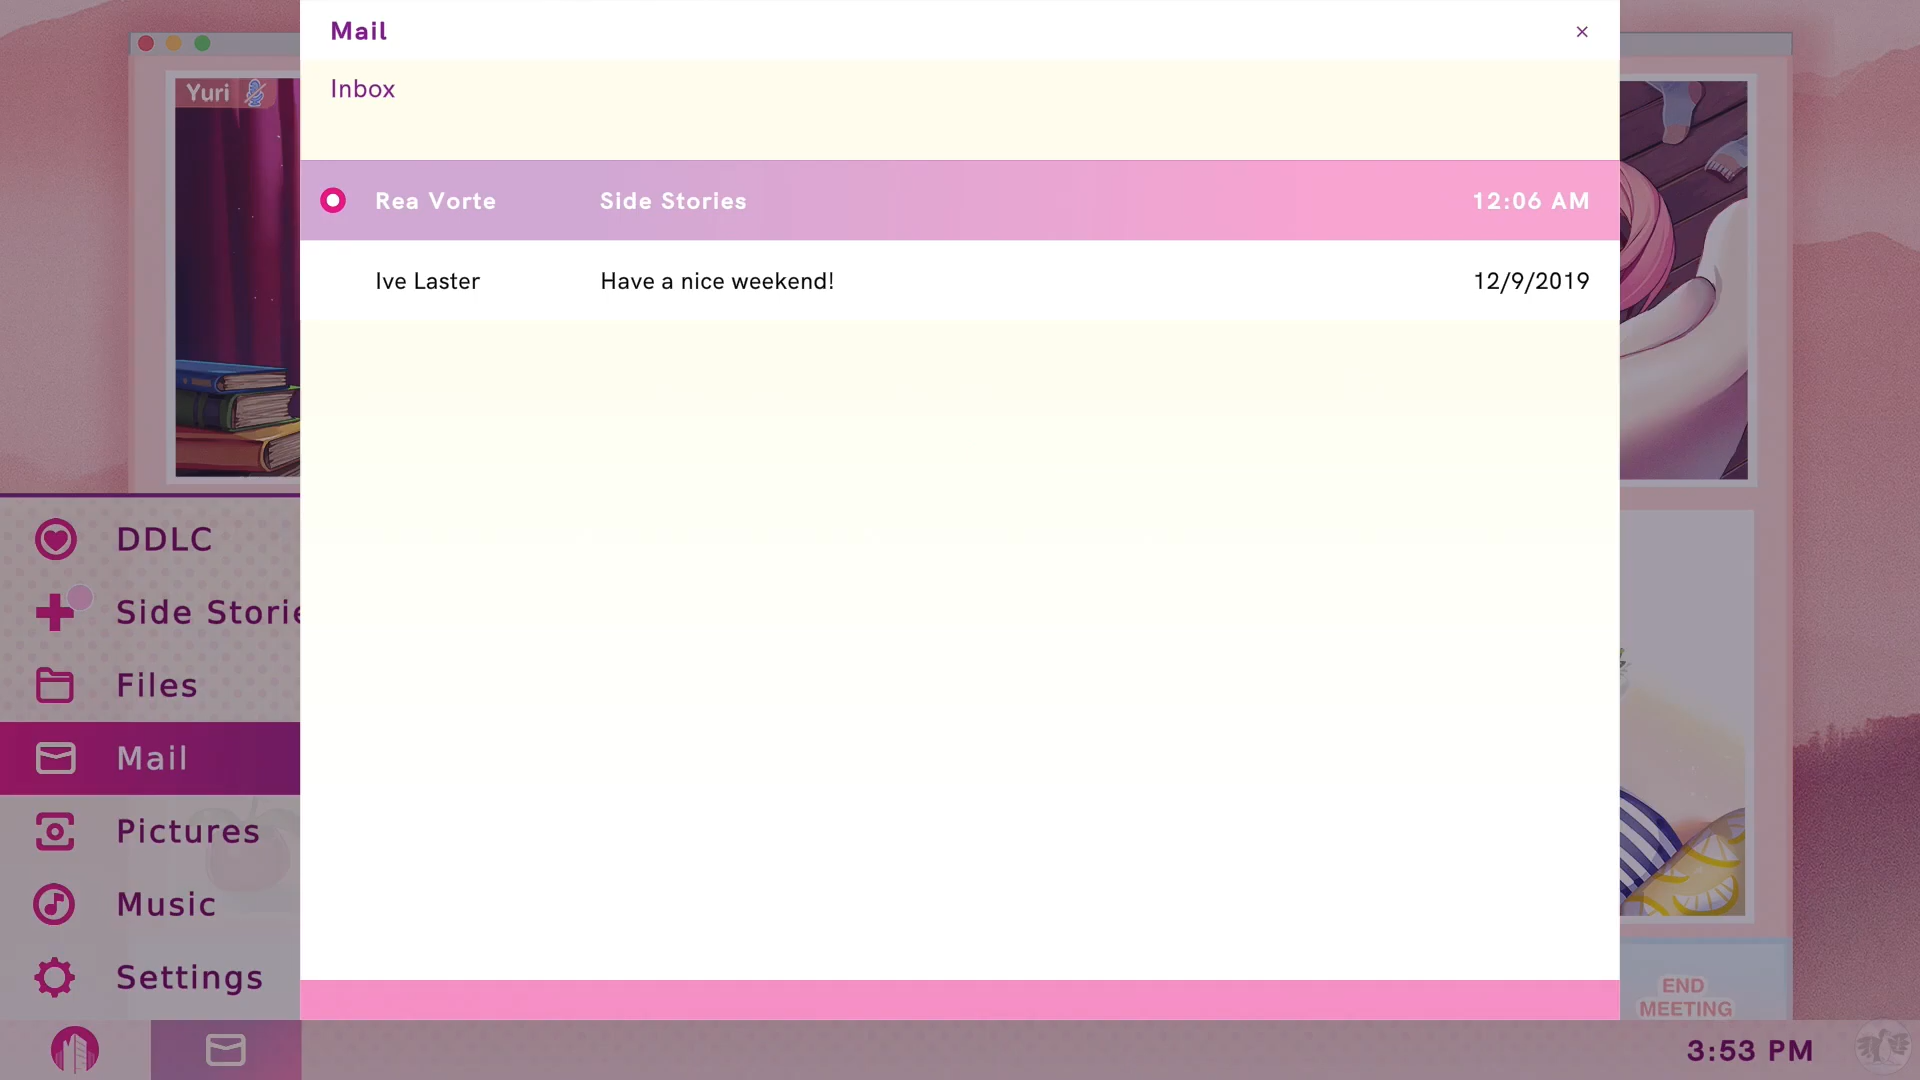 Mail
×
Inbox
Yuri
Rea Vorte Side Stories 12:06 AM
Ive Laster Have a nice weekend! 12/9/2019
DDLC
Side Storie
Files
Mail
Pictures
Music
Settings
END
MEETING
3:53 PM